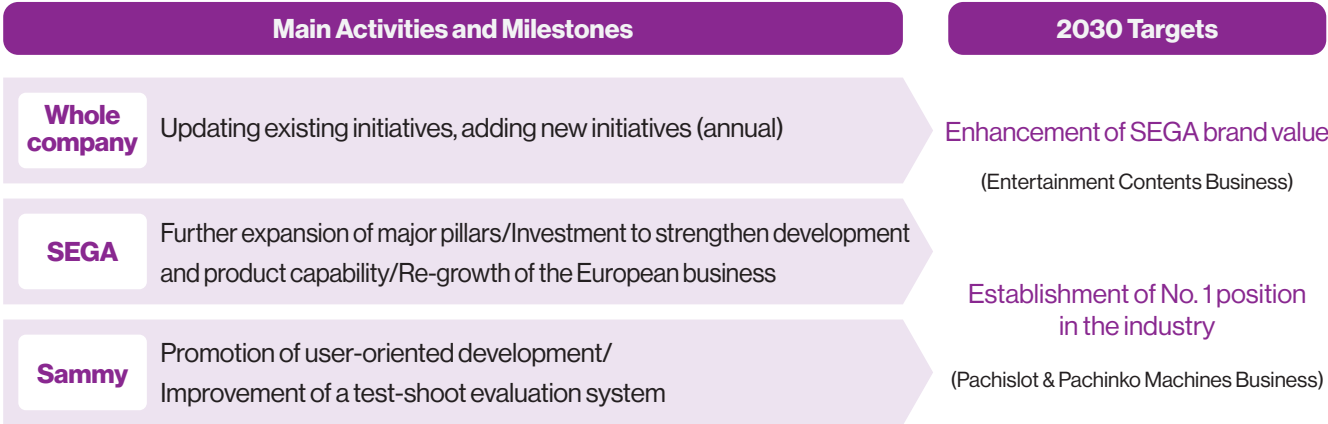 Main Activities and Milestones
2030 Targets
Whole
company
Updating existing initiatives, adding new initiatives (annual)
SEGA
Further expansion of major pillars/Investment to strengthen development
and product capability/Re-growth of the European business
Sammy
Promotion of user-oriented development/
Improvement of a test-shoot evaluation system
Enhancement of SEGA brand value
(Entertainment Contents Business)
Establishment of No. 1 position
in the industry
(Pachislot & Pachinko Machines Business)